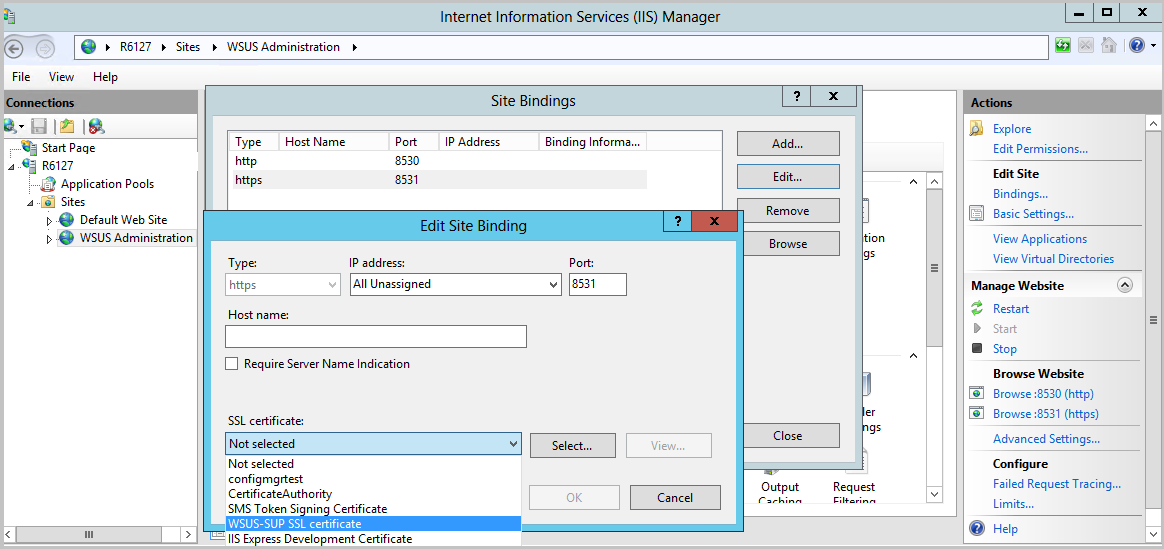 Internet Information Services (IIS) Manager
R6127 Sites WSUS Administration
File View Help
Connections
Start Page
R6127
Application Pools
Sites
Default Web Site
WSUS Administration
Site Bindings
? X
Type Host Name Port IP Address Binding Informa...
http 8530
https 8531
Add...
Edit...
Remove
Browse
Close
Edit Site Binding
? X
Type: IP address: Port:
https All Unassigned 8531
Host name:
Require Server Name Indication
SSL certificate:
Not selected
Select... View...
Not selected
configmgrtest
CertificateAuthority
SMS Token Signing Certificate
WSUS-SUP SSL certificate
IIS Express Development Certificate
OK Cancel
Output
Caching
Request
Filtering
Actions
Explore
Edit Permissions...
Edit Site
Bindings...
Basic Settings...
View Applications
View Virtual Directories
Manage Website
Restart
Start
Stop
Browse Website
Browse :8530 (http)
Browse :8531 (https)
Advanced Settings...
Configure
Failed Request Tracing...
Limits...
Help